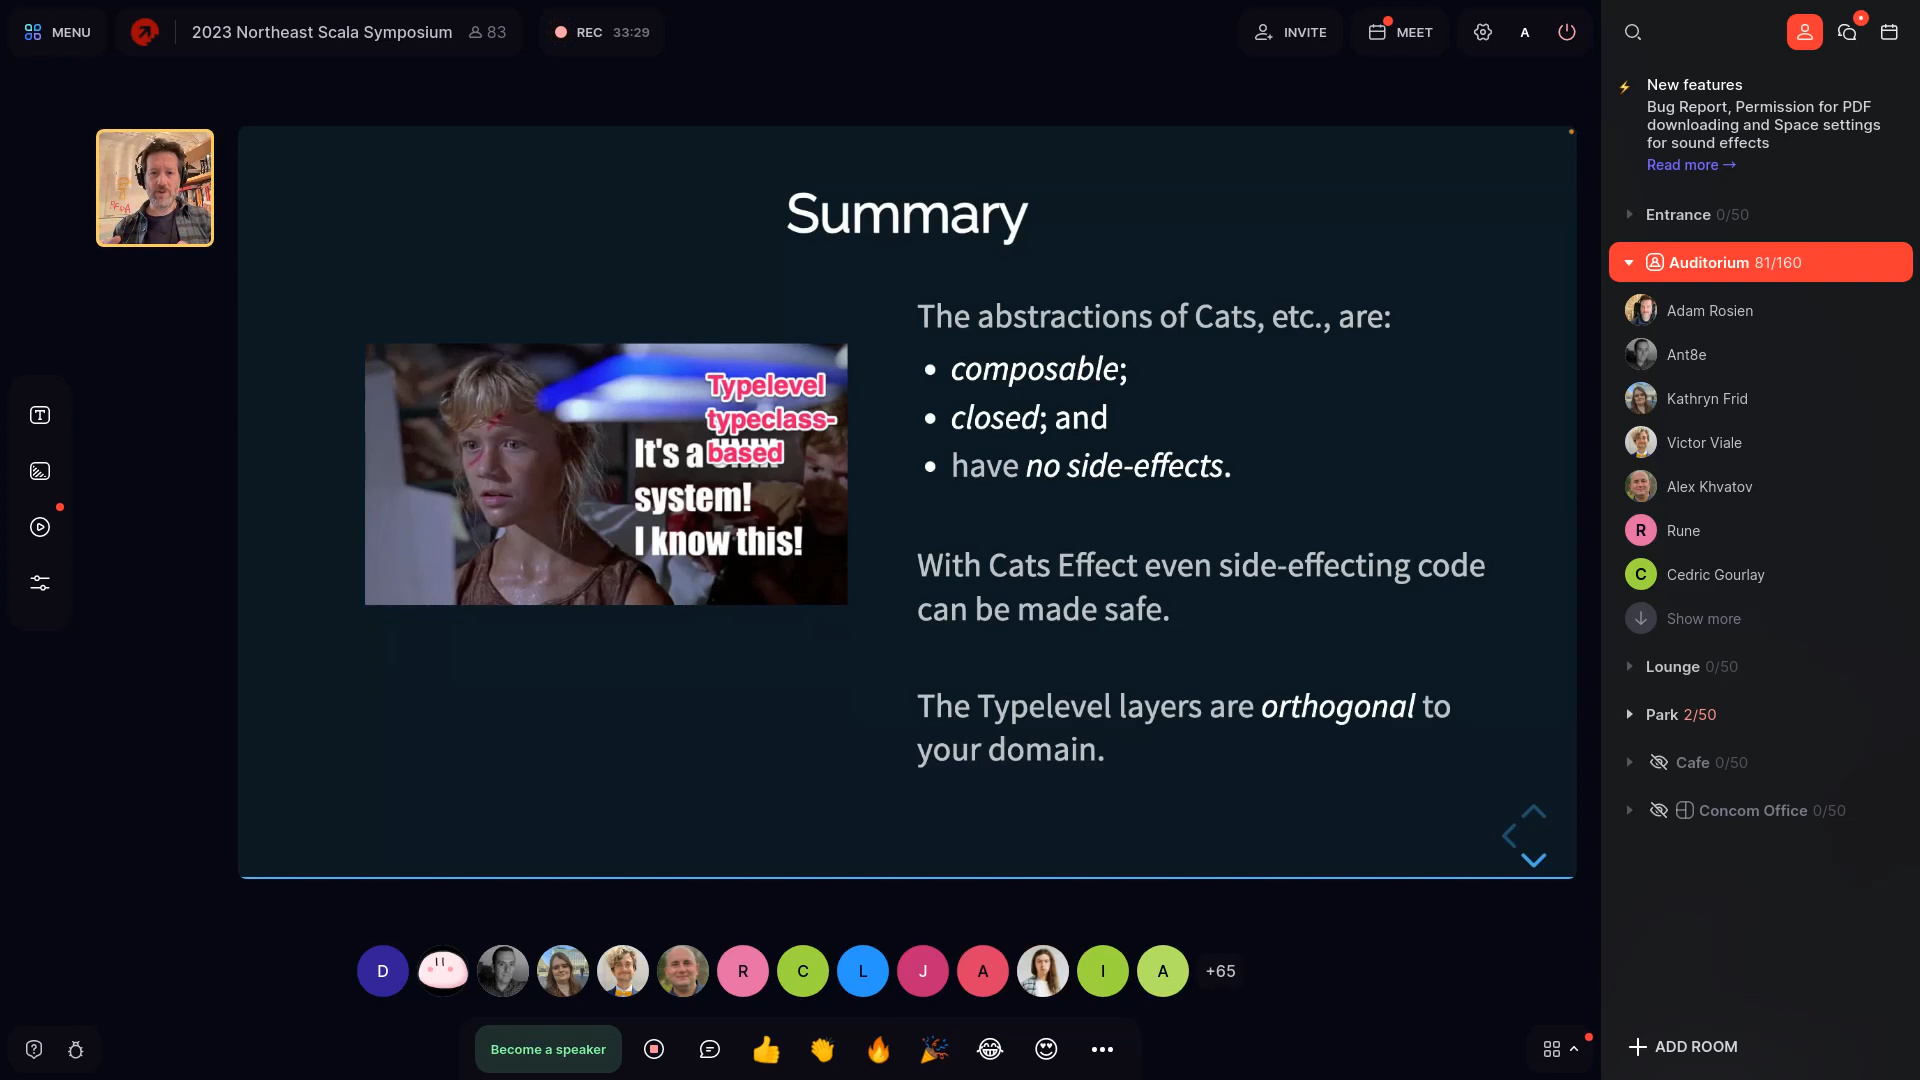 MENU
2023 Northeast Scala Symposium
83
REC 33:29
INVITE
MEET
A
New features
Bug Report, Permission for PDF
downloading and Space settings
for sound effects
Read more →
Entrance 0/50
Auditorium 81/160
Adam Rosien
Ant8e
Kathryn Frid
Victor Viale
Alex Khvatov
R Rune
C Cedric Gourlay
Show more
Lounge 0/50
Park 2/50
Cafe 0/50
Concom Office 0/50
ADD ROOM
Summary
Typelevel
typeclass-
based
It's a
system!
I know this!
The abstractions of Cats, etc., are:
• composable;
• closed; and
• have no side-effects.
With Cats Effect even side-effecting code
can be made safe.
The Typelevel layers are orthogonal to
your domain.
D R C L J A I A +65
Become a speaker